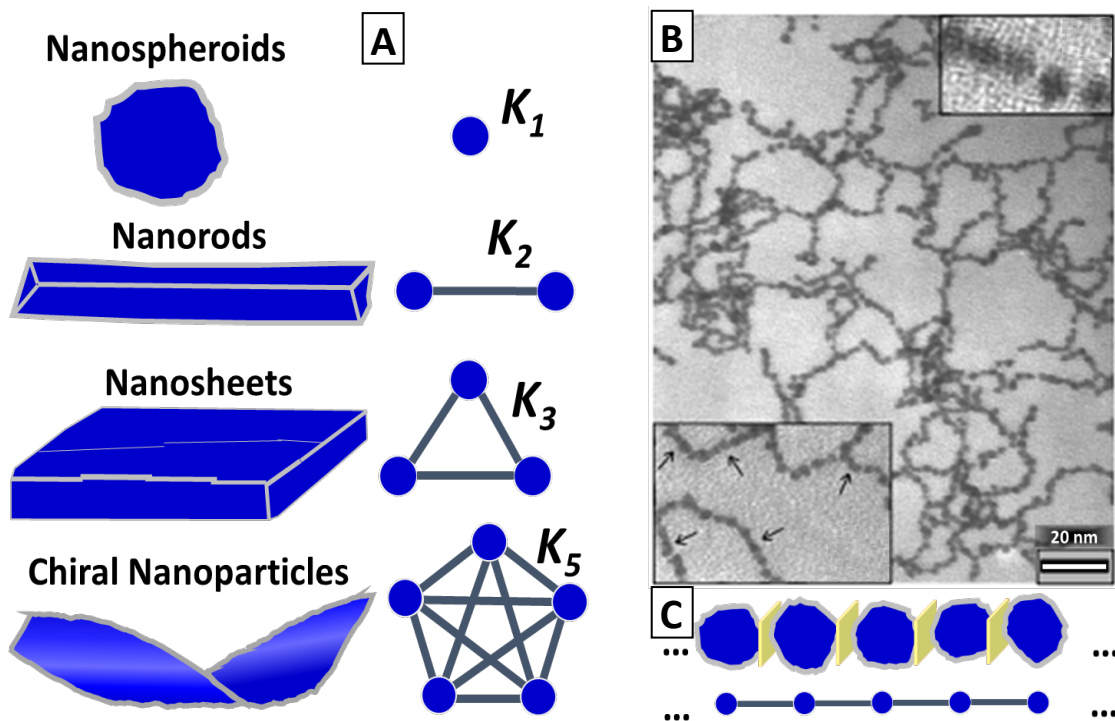 A
Nanospheroids
K1
Nanorods
K2
Nanosheets
K3
Chiral Nanoparticles
K5
B
20 nm
C
... ...
... ...